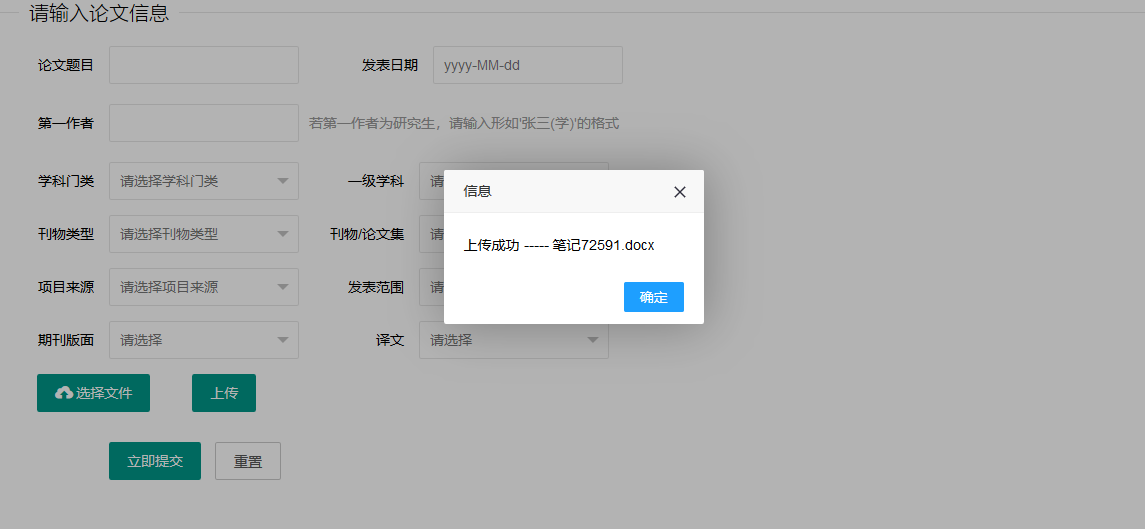 请输入论文信息
论文题目
发表日期
yyyy-MM-dd
第一作者
若第一作者为研究生，请输入形如'张三(学)'的格式
学科门类
请选择学科门类
一级学科
请
刊物类型
请选择刊物类型
刊物/论文集
请
项目来源
请选择项目来源
发表范围
请
期刊版面
请选择
译文
请选择
选择文件
上传
立即提交
重置
信息
上传成功 ----- 笔记72591.docx
确定